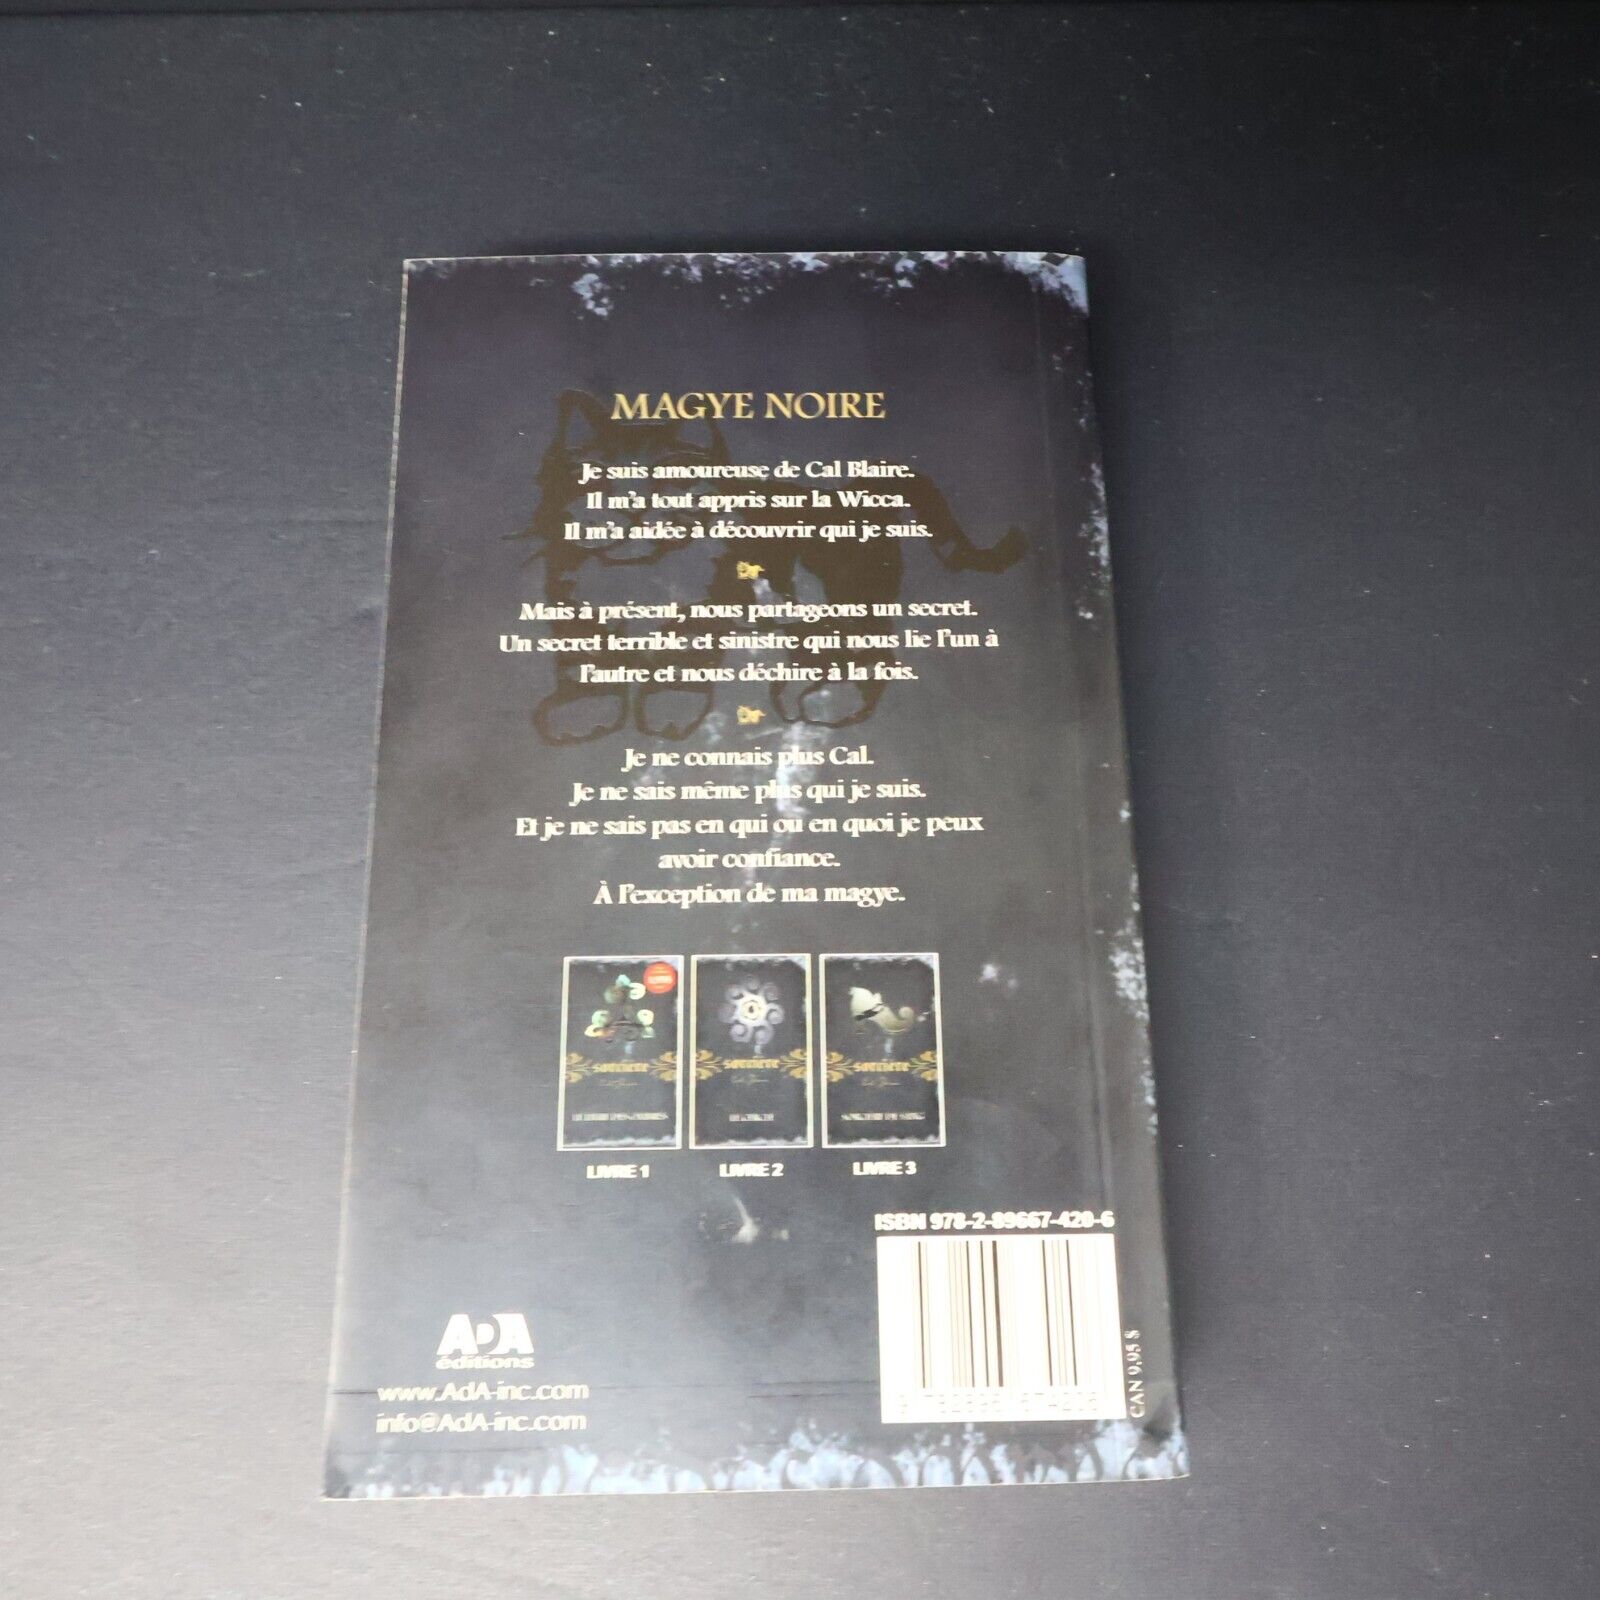 MAGYE NOIRE
Je suis amoureuse de Cal Blaire.
Il m'a tout appris sur la Wicca.
Il m'a aidée à découvrir qui je suis.
Mais à présent, nous partageons un secret.
Un secret terrible et sinistre qui nous lie l'un à
l'autre et nous déchire à la fois.
Je ne connais plus Cal.
Je ne sais même plus qui je suis.
Et je ne sais pas en qui ou en quoi je peux
avoir confiance.
À l'exception de ma magye.
sorcière
sorcière
sorcière
LIVRE 1
LIVRE 2
LIVRE 3
ISBN 978-2-89667-420-6
CAN 9,95 $
AdA
éditions
www.AdA-inc.com
info@AdA-inc.com